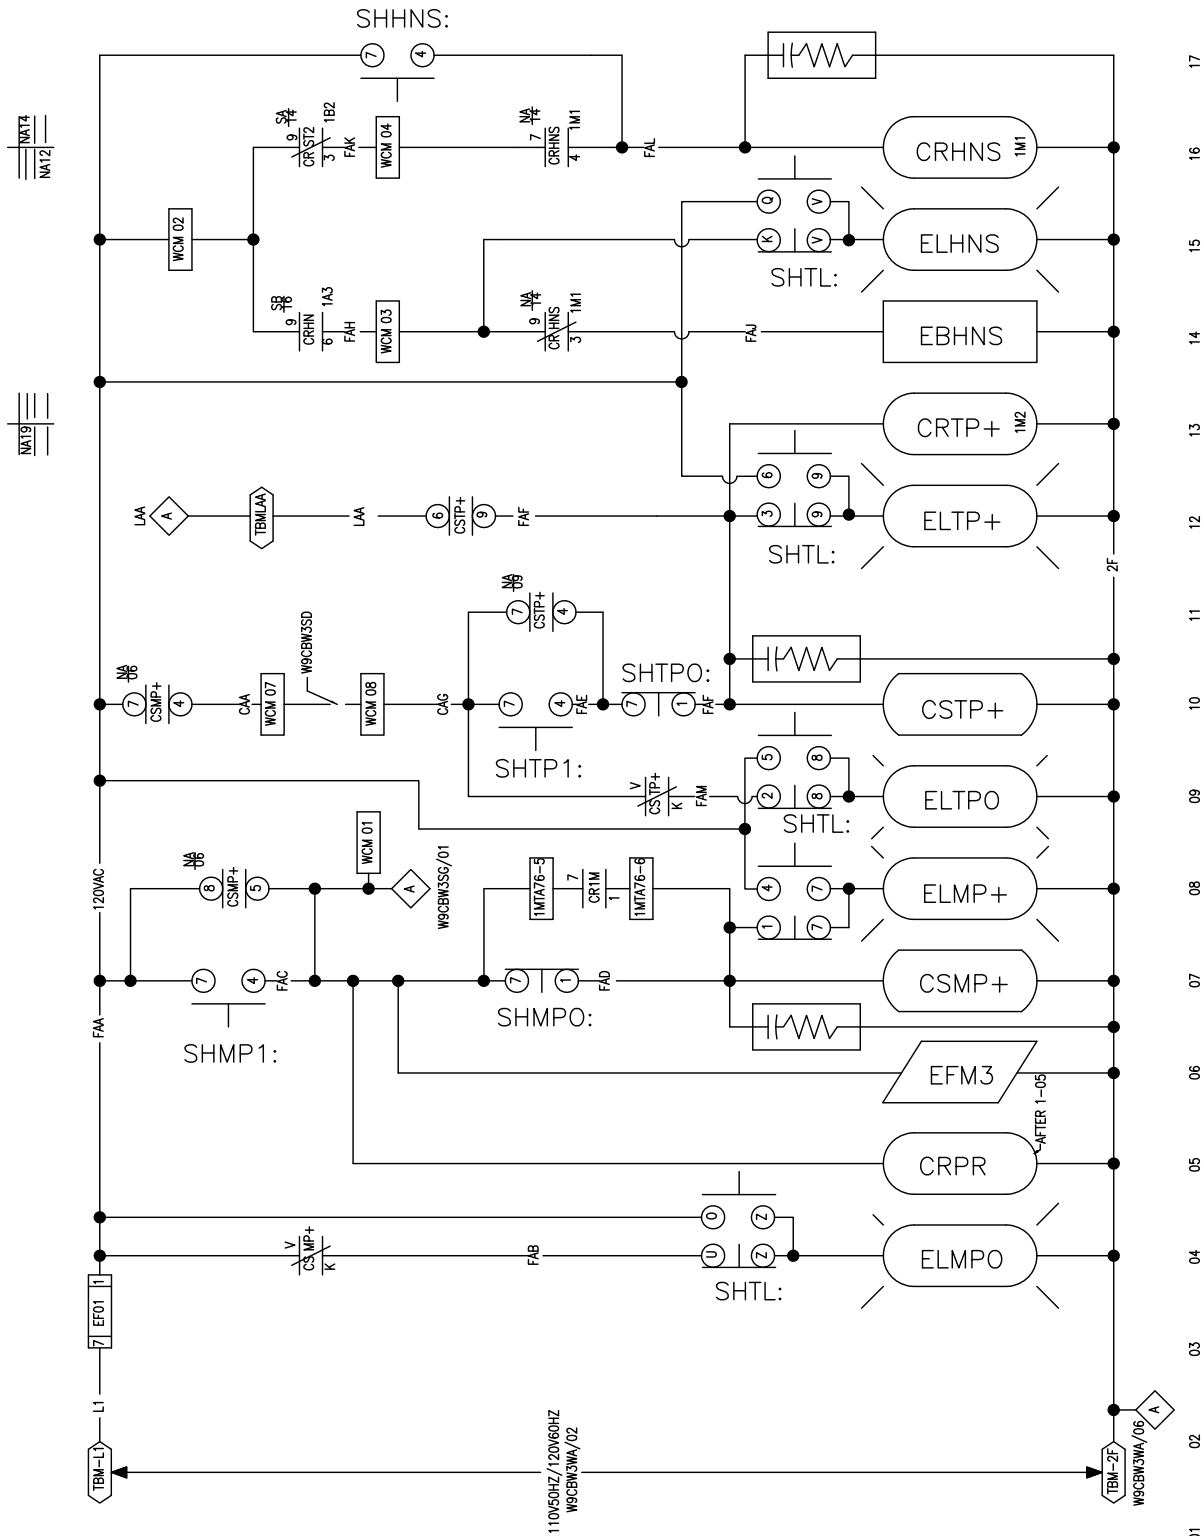 SHHNS:
7
4
17
NA14
NA12
SA
14
9
CRST2
3
1B2
FAK
WCM 04
NA
14
7
CRHNS
4
1M1
FAL
CRHNS
1M1
16
WCM 02
Q
V
K
V
SHTL:
ELHNS
15
SB
16
9
CRHN
6
1A3
FAH
WCM 03
NA
14
9
CRHNS
3
1M1
FAJ
EBHNS
14
NA19
CRTP+
1M2
13
LAA
A
TBMLAA
LAA
6
CSTP+
9
FAF
6
9
3
9
SHTL:
ELTP+
12
2F
NA
09
7
CSTP+
4
11
NA
06
7
CSMP+
4
CAA
WCM 07
W9CBW3SD
WCM 08
CAG
7
4
FAE
SHTP1:
SHTPO:
7
1
FAF
CSTP+
10
V
CSTP+
K
FAM
5
8
2
8
SHTL:
ELTPO
09
120VAC
NA
06
8
CSMP+
5
WCM 01
A
W9CBW3SG/01
1MTA76-5
7
CR1M
1
1MTA76-6
4
7
1
7
ELMP+
08
FAA
7
4
FAC
SHMP1:
7
1
FAD
SHMPO:
CSMP+
07
EFM3
06
CRPR
AFTER 1-05
05
V
CSMP+
K
FAB
O
Z
U
Z
SHTL:
ELMPO
04
7
EF01
1
03
L1
TBM-L1
110V50HZ/120V60HZ
W9CBW3WA/02
TBM-2F
W9CBW3WA/06
A
02
01